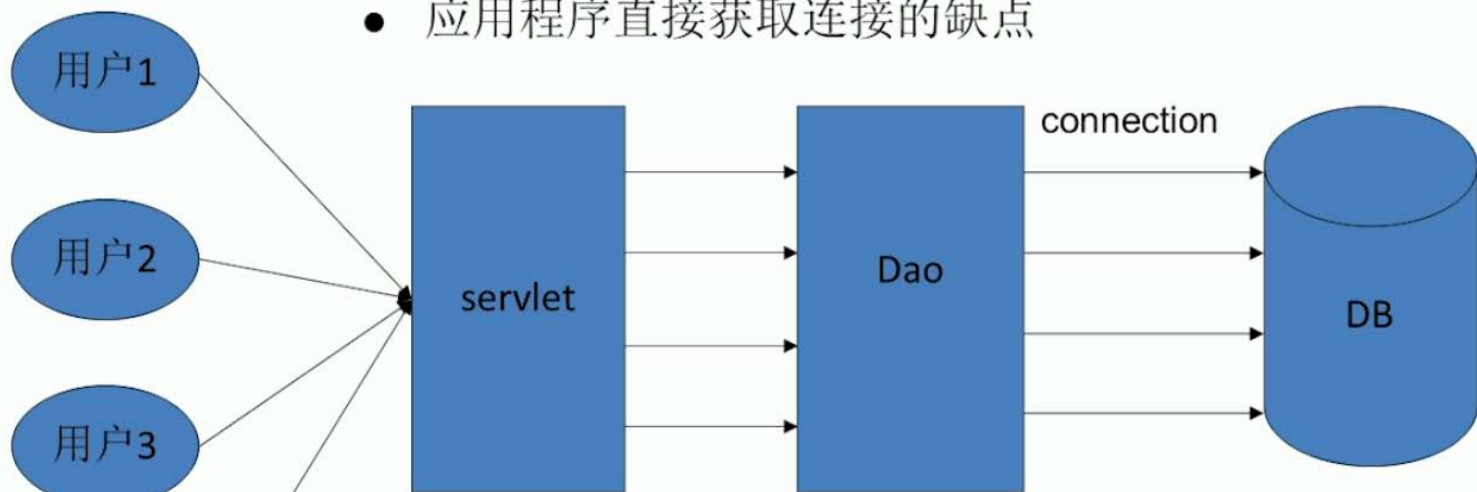 ● 应用程序直接获取连接的缺点
用户1
用户2
用户3
servlet
Dao
connection
DB